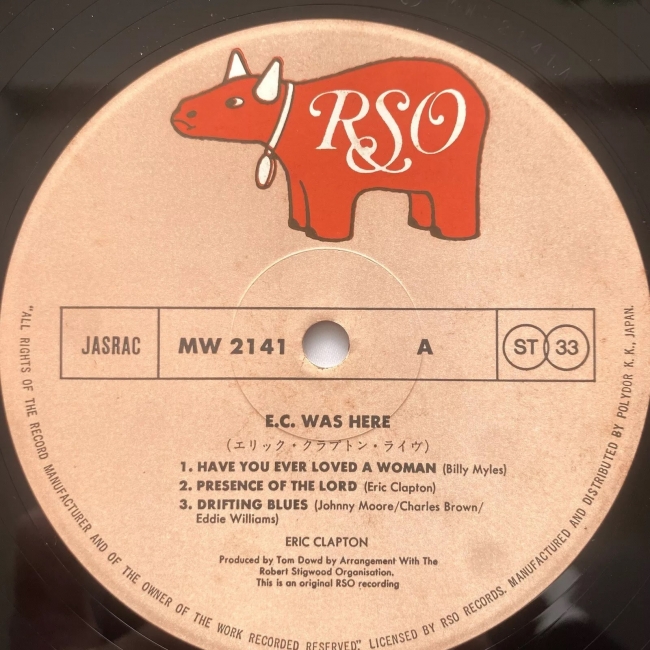 RSO
JASRAC
MW 2141
A
ST 33
E.C. WAS HERE
(エリック・クラプトン・ライヴ)
1. HAVE YOU EVER LOVED A WOMAN (Billy Myles)
2. PRESENCE OF THE LORD (Eric Clapton)
3. DRIFTING BLUES (Johnny Moore/Charles Brown/
Eddie Williams)
ERIC CLAPTON
Produced by Tom Dowd by Arrangement With The
Robert Stigwood Organisation.
This is an original RSO recording
"ALL RIGHTS OF THE RECORD MANUFACTURER AND OF THE OWNER OF THE WORK RECORDED RESERVED". LICENSED BY RSO RECORDS. MANUFACTURED AND DISTRIBUTED BY POLYDOR K. K., JAPAN.